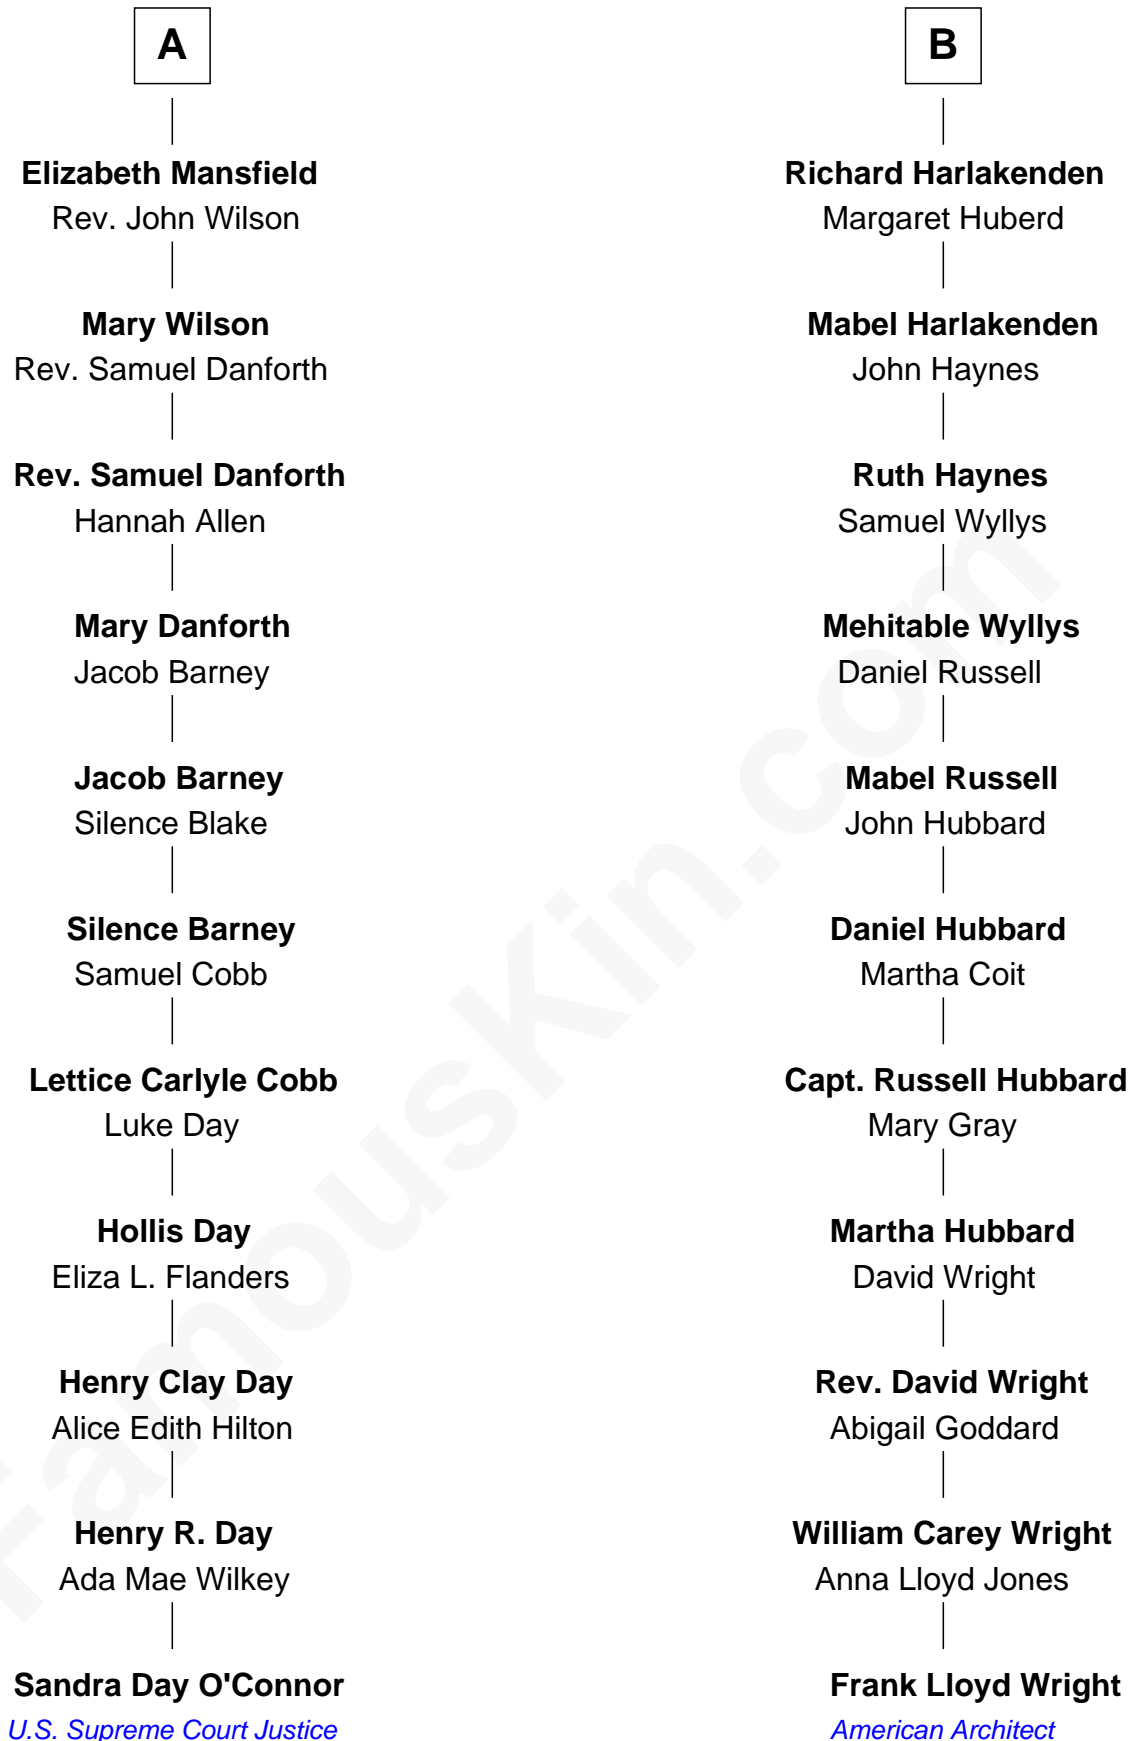 A
Elizabeth Mansfield
Rev. John Wilson
Mary Wilson
Rev. Samuel Danforth
Rev. Samuel Danforth
Hannah Allen
Mary Danforth
Jacob Barney
Jacob Barney
Silence Blake
Silence Barney
Samuel Cobb
Lettice Carlyle Cobb
Luke Day
Hollis Day
Eliza L. Flanders
Henry Clay Day
Alice Edith Hilton
Henry R. Day
Ada Mae Wilkey
Sandra Day O'Connor
U.S. Supreme Court Justice
B
Richard Harlakenden
Margaret Huberd
Mabel Harlakenden
John Haynes
Ruth Haynes
Samuel Wyllys
Mehitable Wyllys
Daniel Russell
Mabel Russell
John Hubbard
Daniel Hubbard
Martha Coit
Capt. Russell Hubbard
Mary Gray
Martha Hubbard
David Wright
Rev. David Wright
Abigail Goddard
William Carey Wright
Anna Lloyd Jones
Frank Lloyd Wright
American Architect
FamousKin.com